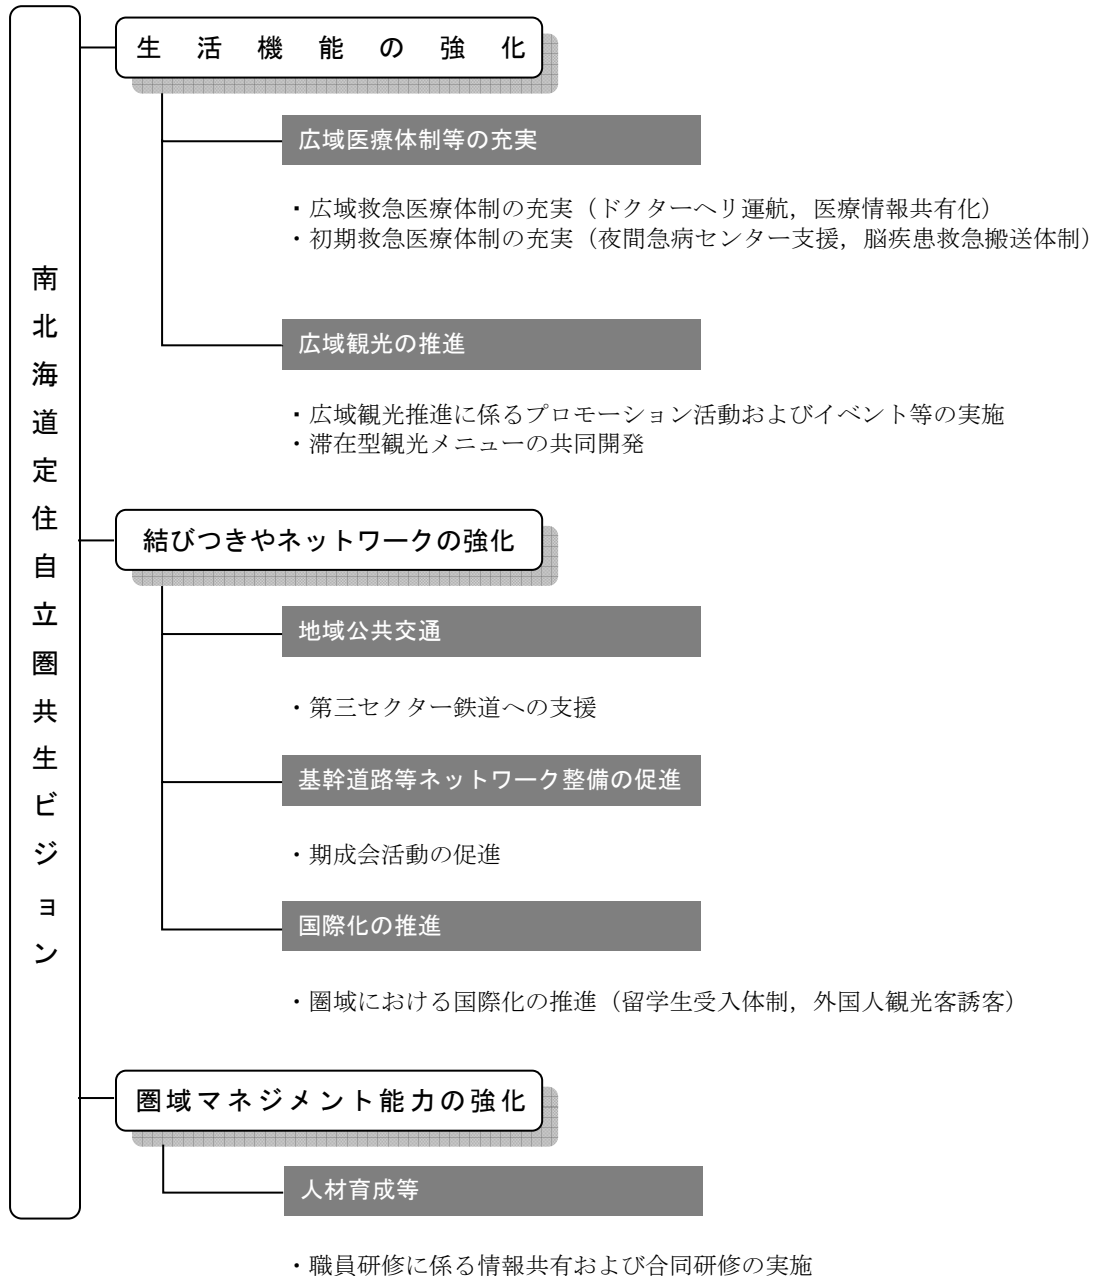 南北海道定住自立圏共生ビジョン
生活機能の強化
広域医療体制等の充実
・広域救急医療体制の充実（ドクターヘリ運航，医療情報共有化）
・初期救急医療体制の充実（夜間急病センター支援，脳疾患救急搬送体制）
広域観光の推進
・広域観光推進に係るプロモーション活動およびイベント等の実施
・滞在型観光メニューの共同開発
結びつきやネットワークの強化
地域公共交通
・第三セクター鉄道への支援
基幹道路等ネットワーク整備の促進
・期成会活動の促進
国際化の推進
・圏域における国際化の推進（留学生受入体制，外国人観光客誘客）
圏域マネジメント能力の強化
人材育成等
・職員研修に係る情報共有および合同研修の実施